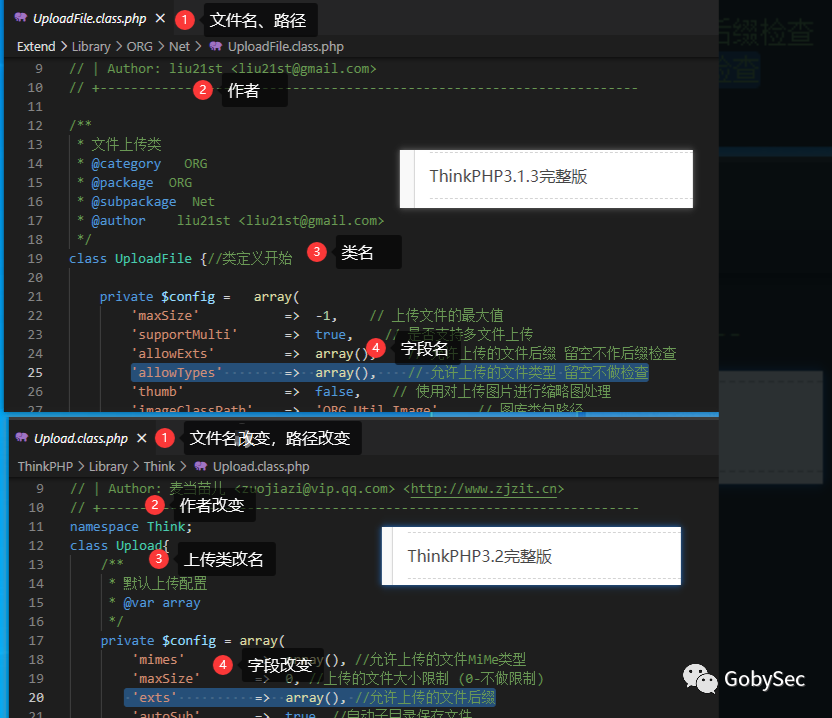 UploadFile.class.php × 1 文件名、路径
Extend > Library > ORG > Net > UploadFile.class.php
9 // | Author: liu21st <liu21st@gmail.com>
10 // +---------------------------------------------------------------------- 2 作者
11
12 /**
13 * 文件上传类
14 * @category ORG
15 * @package ORG
16 * @subpackage Net
17 * @author liu21st <liu21st@gmail.com>
18 */
ThinkPHP3.1.3完整版
19 class UploadFile {//类定义开始 3 类名
20
21 private $config = array(
22 'maxSize' => -1, // 上传文件的最大值
23 'supportMulti' => true, // 是否支持多文件上传
24 'allowExts' => array(), 4 字段名 允许上传的文件后缀 留空不作后缀检查
25 'allowTypes' => array(), // 允许上传的文件类型 留空不做检查
26 'thumb' => false, // 使用对上传图片进行缩略图处理
27 'imageClassPath' => 'ORG.Util.Image', // 图库类包路径
后缀检查
检查
Upload.class.php × 1 文件名改变，路径改变
ThinkPHP > Library > Think > Upload.class.php
9 // | Author: 麦当苗儿 <zuojiazi@vip.qq.com> <http://www.zjzit.cn>
10 // +---------------------------------------------------------------------- 2 作者改变
11 namespace Think;
12 class Upload{ 3 上传类改名
13 /**
14 * 默认上传配置
15 * @var array
16 */
ThinkPHP3.2完整版
17 private $config = array(
18 'mimes' array(), //允许上传的文件MiMe类型
4 字段改变
19 'maxSize' => 0, //上传的文件大小限制 (0-不做限制)
20 'exts' => array(), //允许上传的文件后缀
'autoSub' => true, //自动子目录保存文件
GobySec